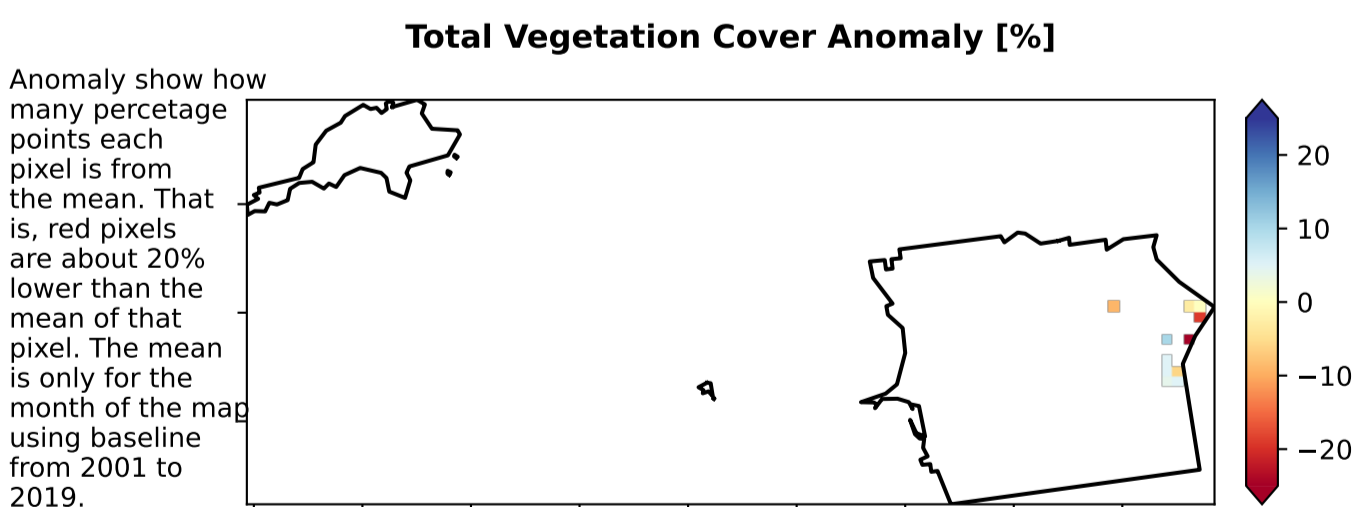 Total Vegetation Cover Anomaly [%]
Anomaly show how
many percetage
points each
pixel is from
the mean. That
is, red pixels
are about 20%
lower than the
mean of that
pixel. The mean
is only for the
month of the map
using baseline
from 2001 to
2019.
20
10
0
−10
−20